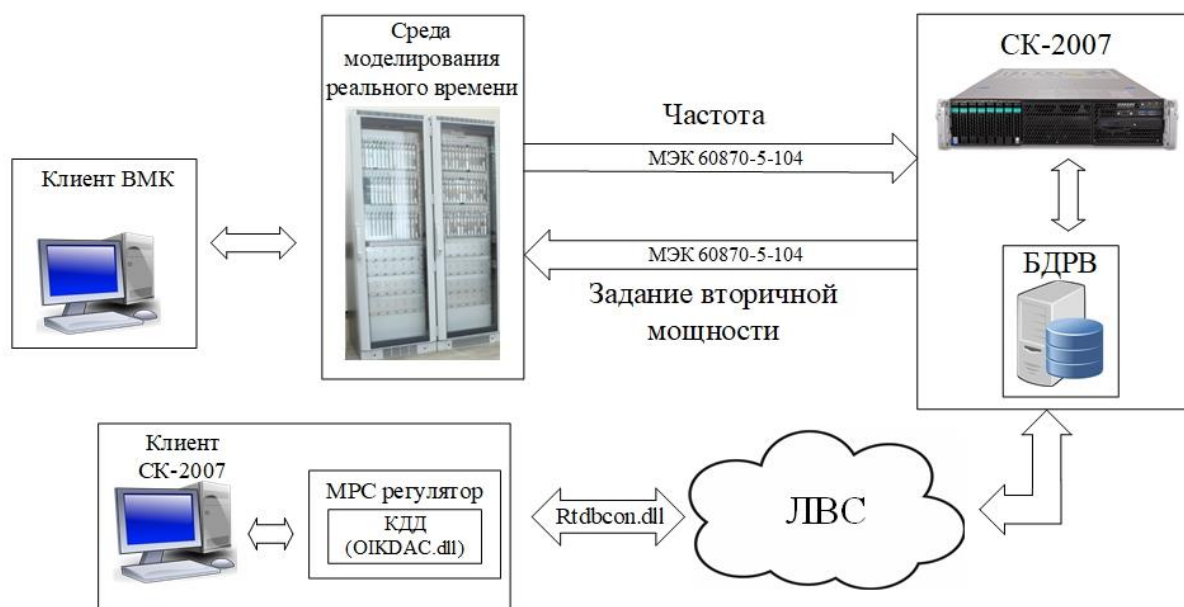 Среда
моделирования
реального времени
СК-2007
Частота
МЭК 60870-5-104
Клиент ВМК
МЭК 60870-5-104
Задание вторичной
мощности
БДРВ
Клиент
СК-2007
МРС регулятор
КДД
(OIKDAC.dll)
Rtdbcon.dll
ЛВС